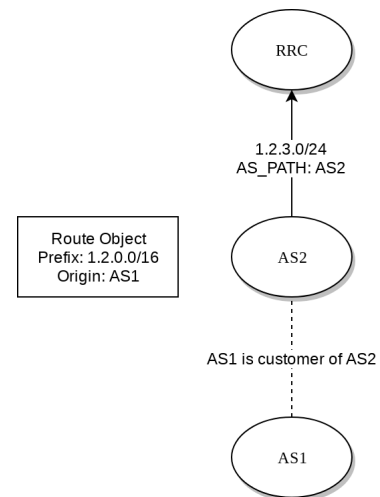 RRC
1.2.3.0/24
AS_PATH: AS2
Route Object
Prefix: 1.2.0.0/16
Origin: AS1
AS2
AS1 is customer of AS2
AS1